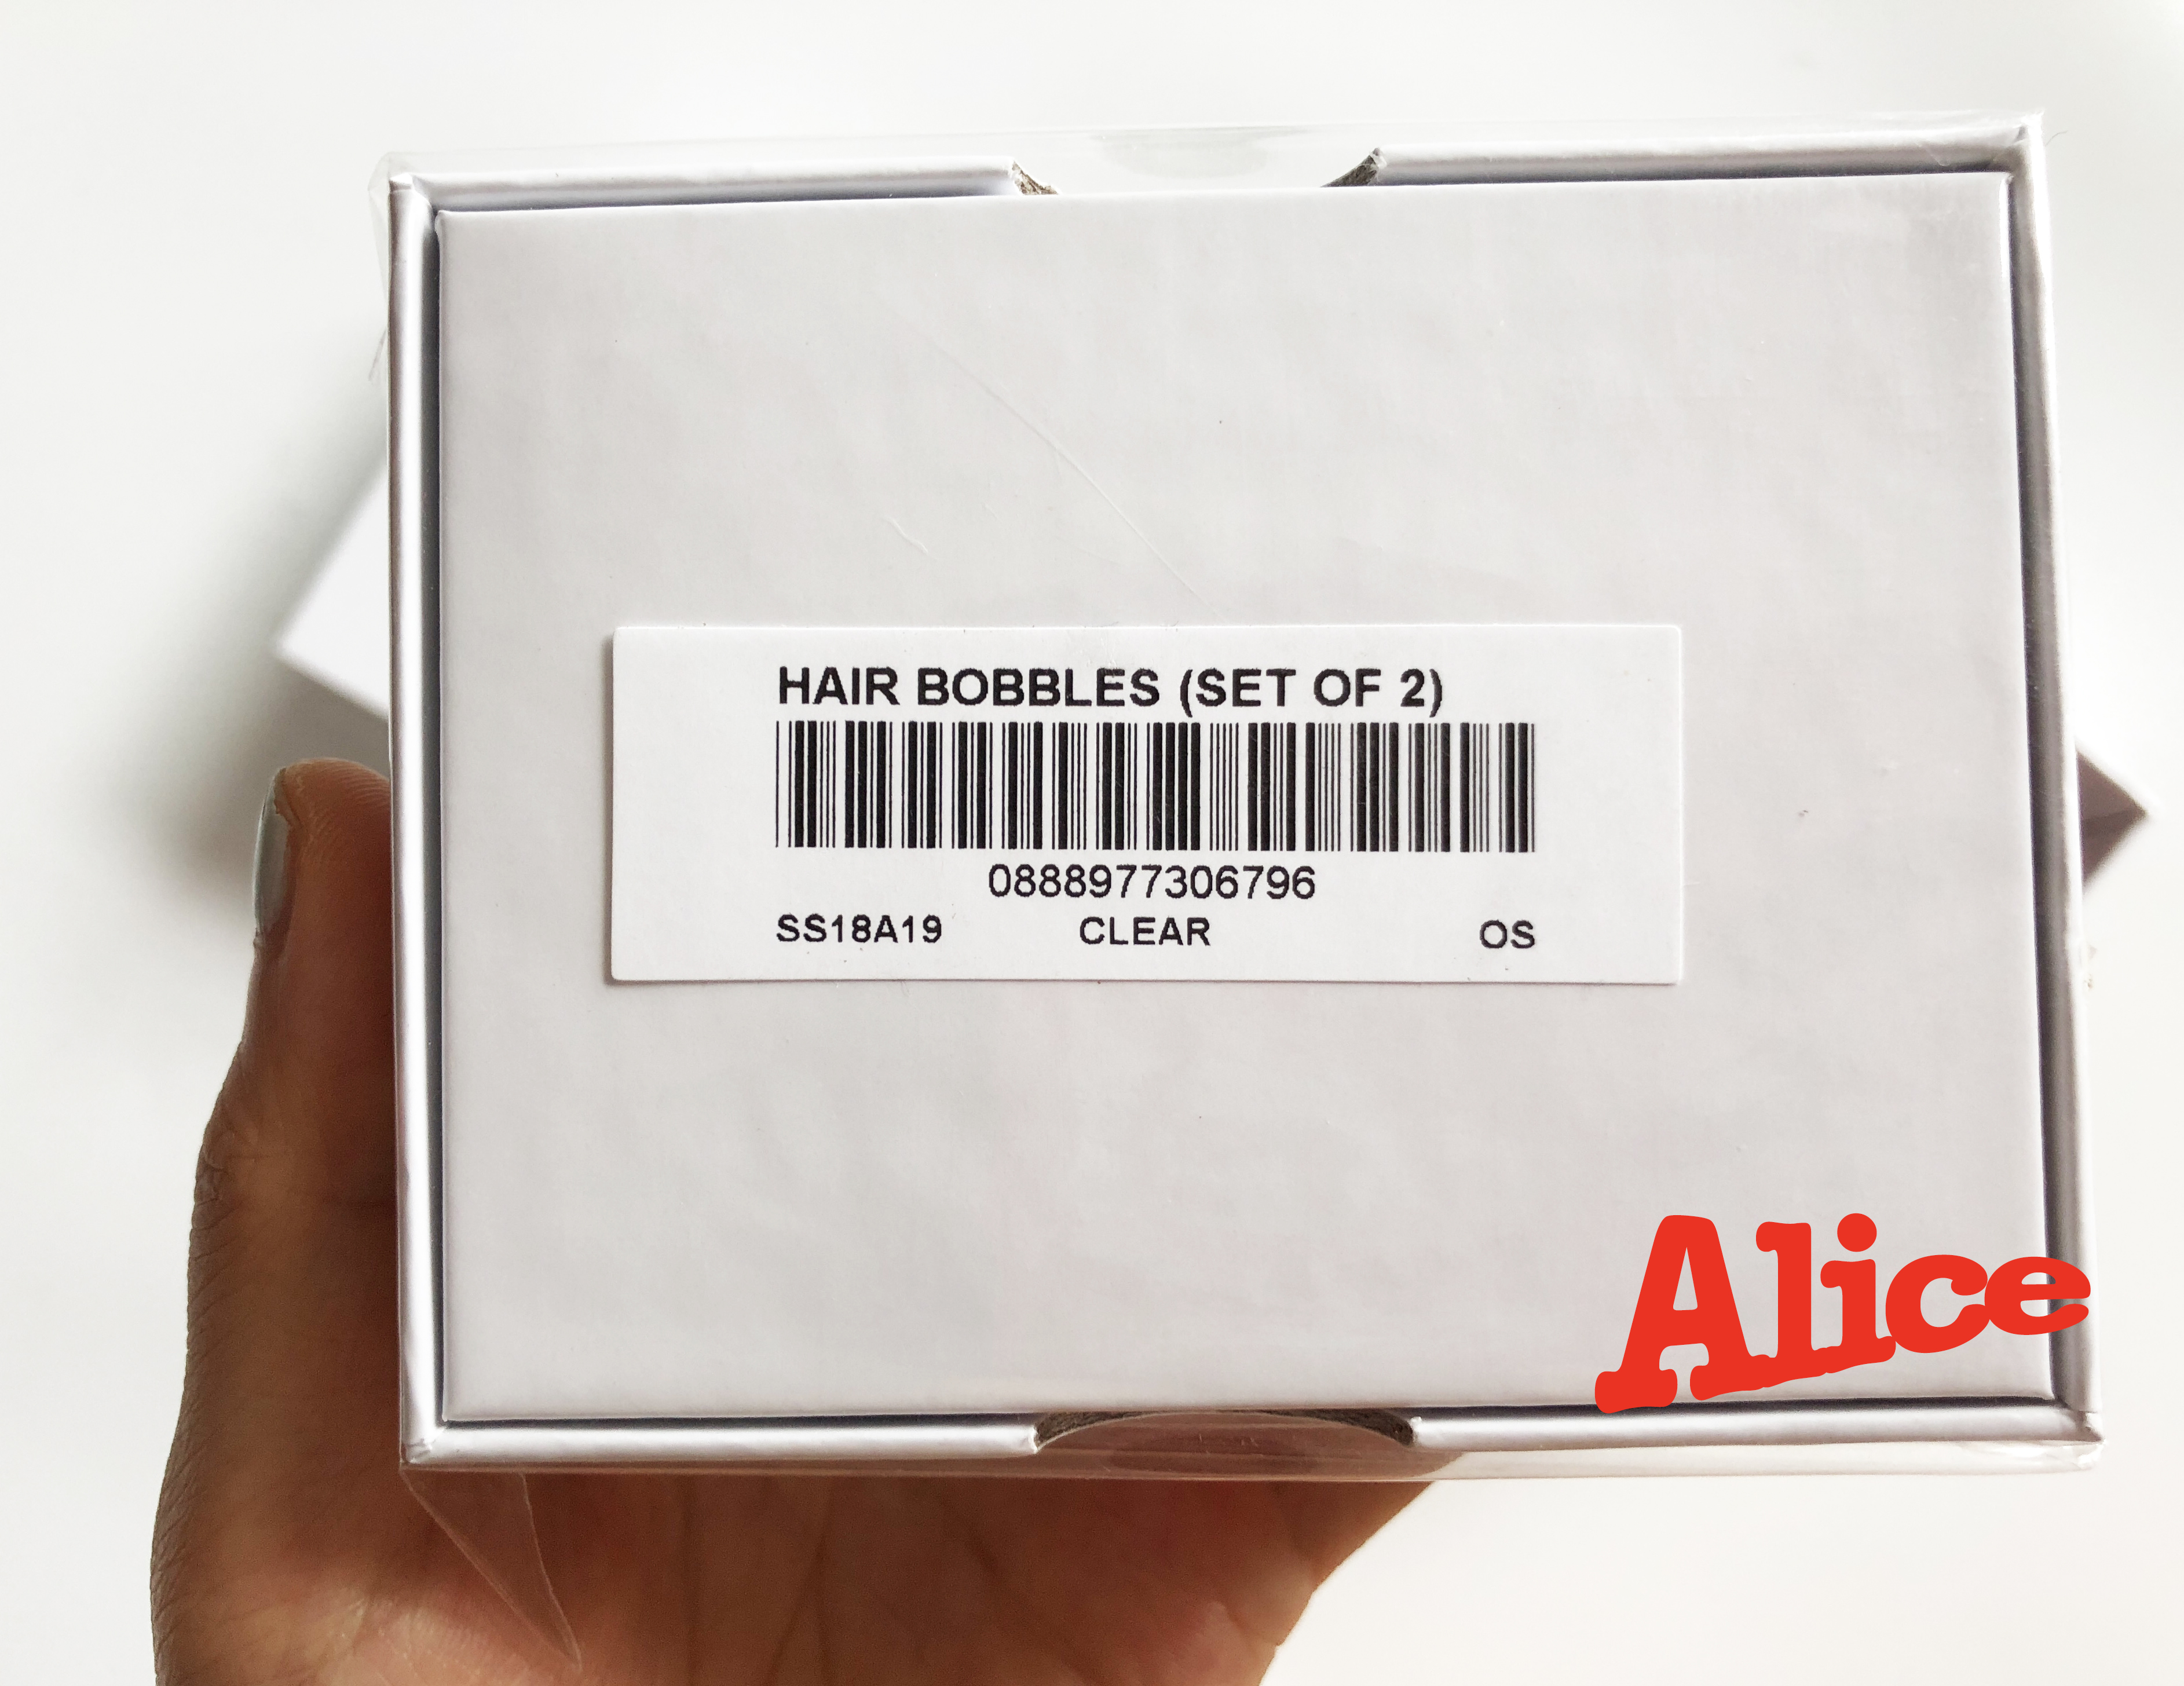 HAIR BOBBLES (SET OF 2)
0888977306796
SS18A19 CLEAR OS
Alice